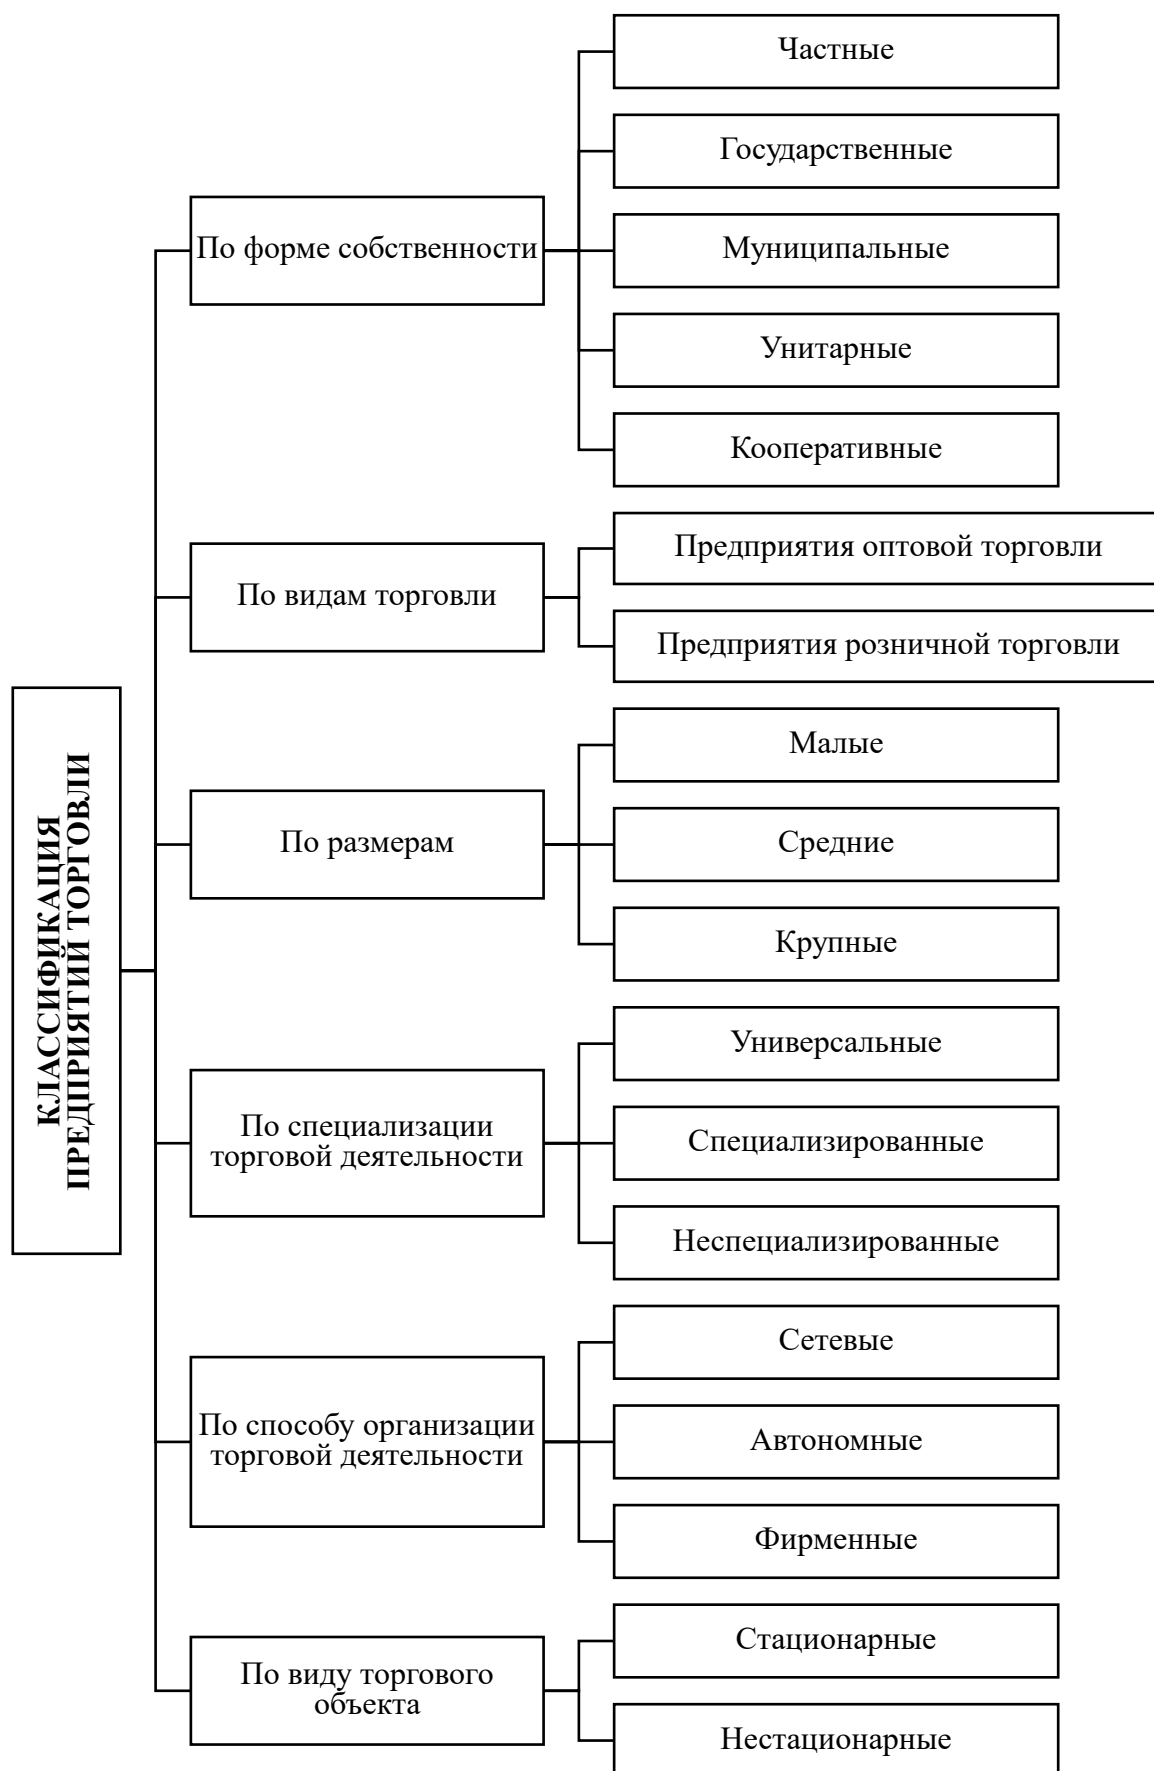 КЛАССИФИКАЦИЯ
ПРЕДПРИЯТИЙ ТОРГОВЛИ
По форме собственности
Частные
Государственные
Муниципальные
Унитарные
Кооперативные
По видам торговли
Предприятия оптовой торговли
Предприятия розничной торговли
По размерам
Малые
Средние
Крупные
По специализации
торговой деятельности
Универсальные
Специализированные
Неспециализированные
По способу организации
торговой деятельности
Сетевые
Автономные
Фирменные
По виду торгового
объекта
Стационарные
Нестационарные